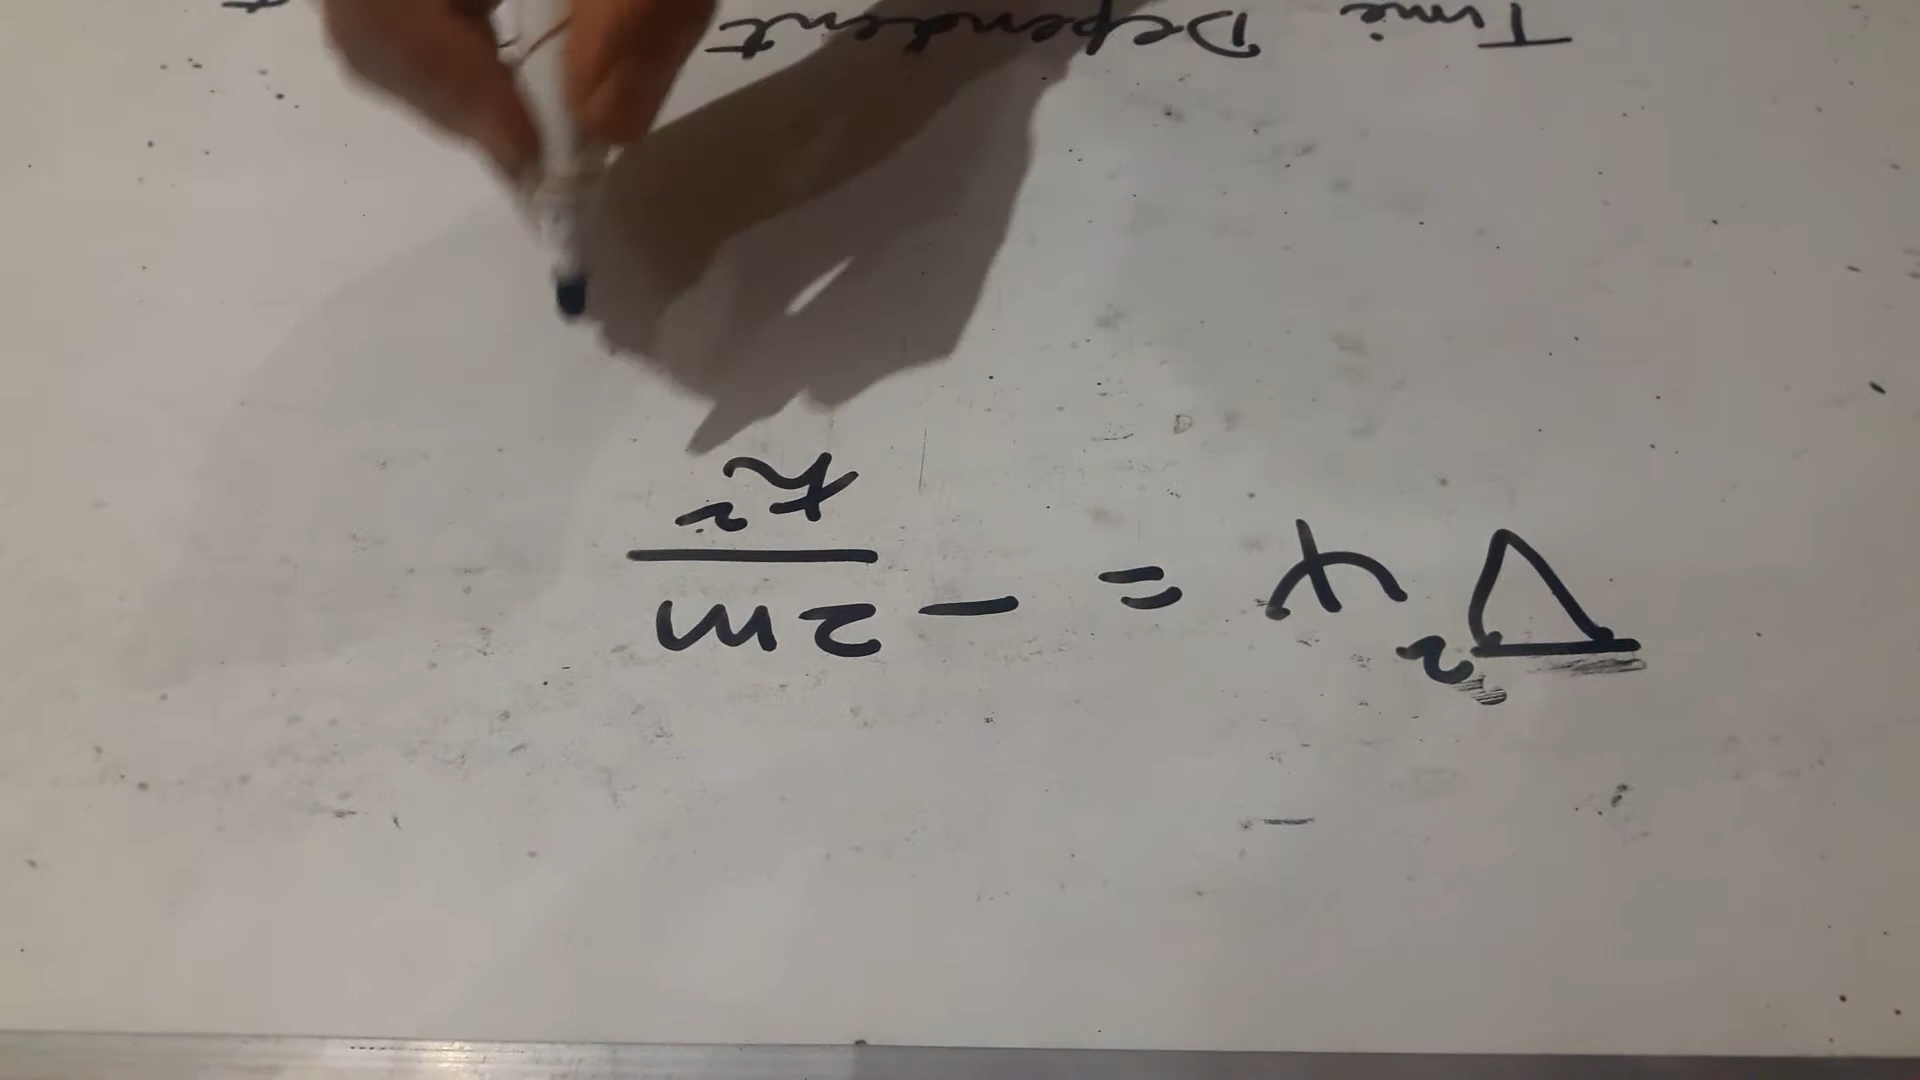 ∇²ψ = - 2m/ħ²
Time Dependent